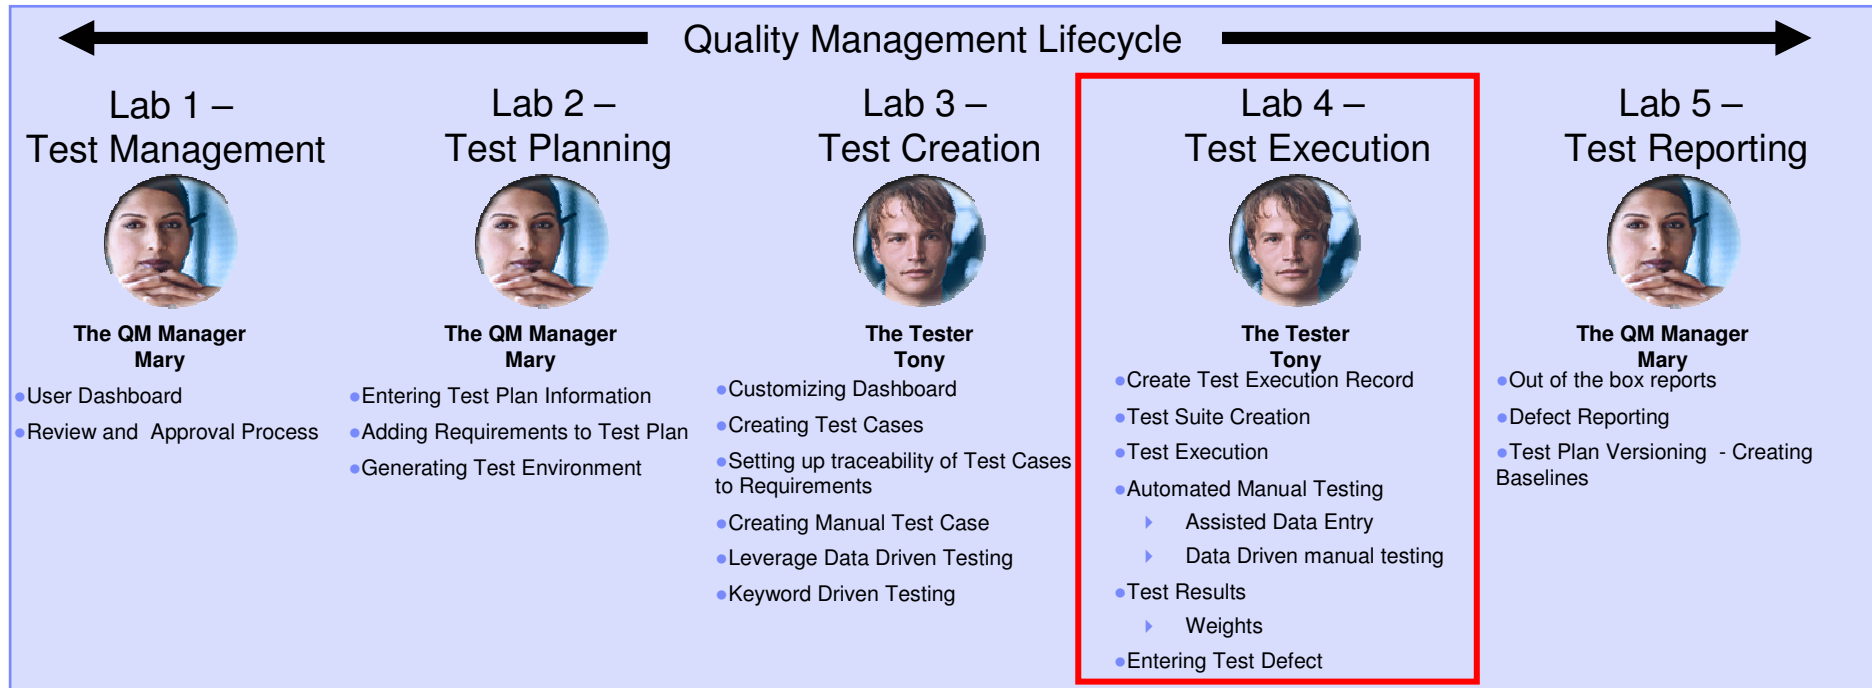 Quality Management Lifecycle
Lab 1 –
Test Management
The QM Manager
Mary
●User Dashboard
●Review and Approval Process
Lab 2 –
Test Planning
The QM Manager
Mary
●Entering Test Plan Information
●Adding Requirements to Test Plan
●Generating Test Environment
Lab 3 –
Test Creation
The Tester
Tony
●Customizing Dashboard
●Creating Test Cases
●Setting up traceability of Test Cases
to Requirements
●Creating Manual Test Case
●Leverage Data Driven Testing
●Keyword Driven Testing
Lab 4 –
Test Execution
The Tester
Tony
●Create Test Execution Record
●Test Suite Creation
●Test Execution
●Automated Manual Testing
Assisted Data Entry
Data Driven manual testing
●Test Results
Weights
●Entering Test Defect
Lab 5 –
Test Reporting
The QM Manager
Mary
●Out of the box reports
●Defect Reporting
●Test Plan Versioning - Creating
Baselines